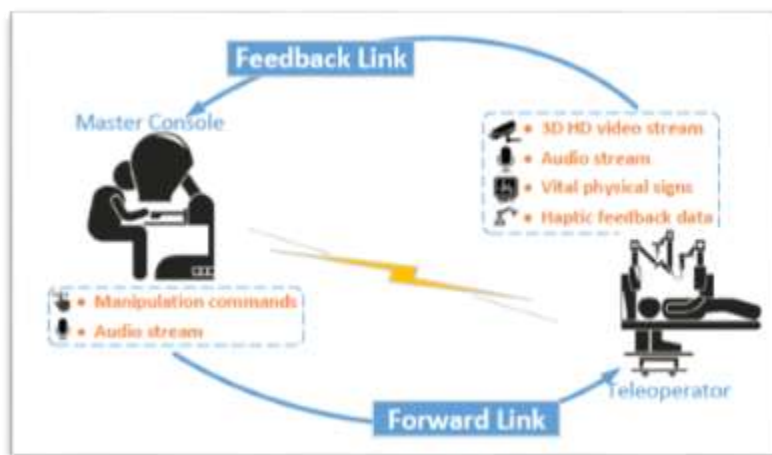 Feedback Link
Master Console
• 3D HD video stream
• Audio stream
• Vital physical signs
• Haptic feedback data
• Manipulation commands
• Audio stream
Teleoperator
Forward Link